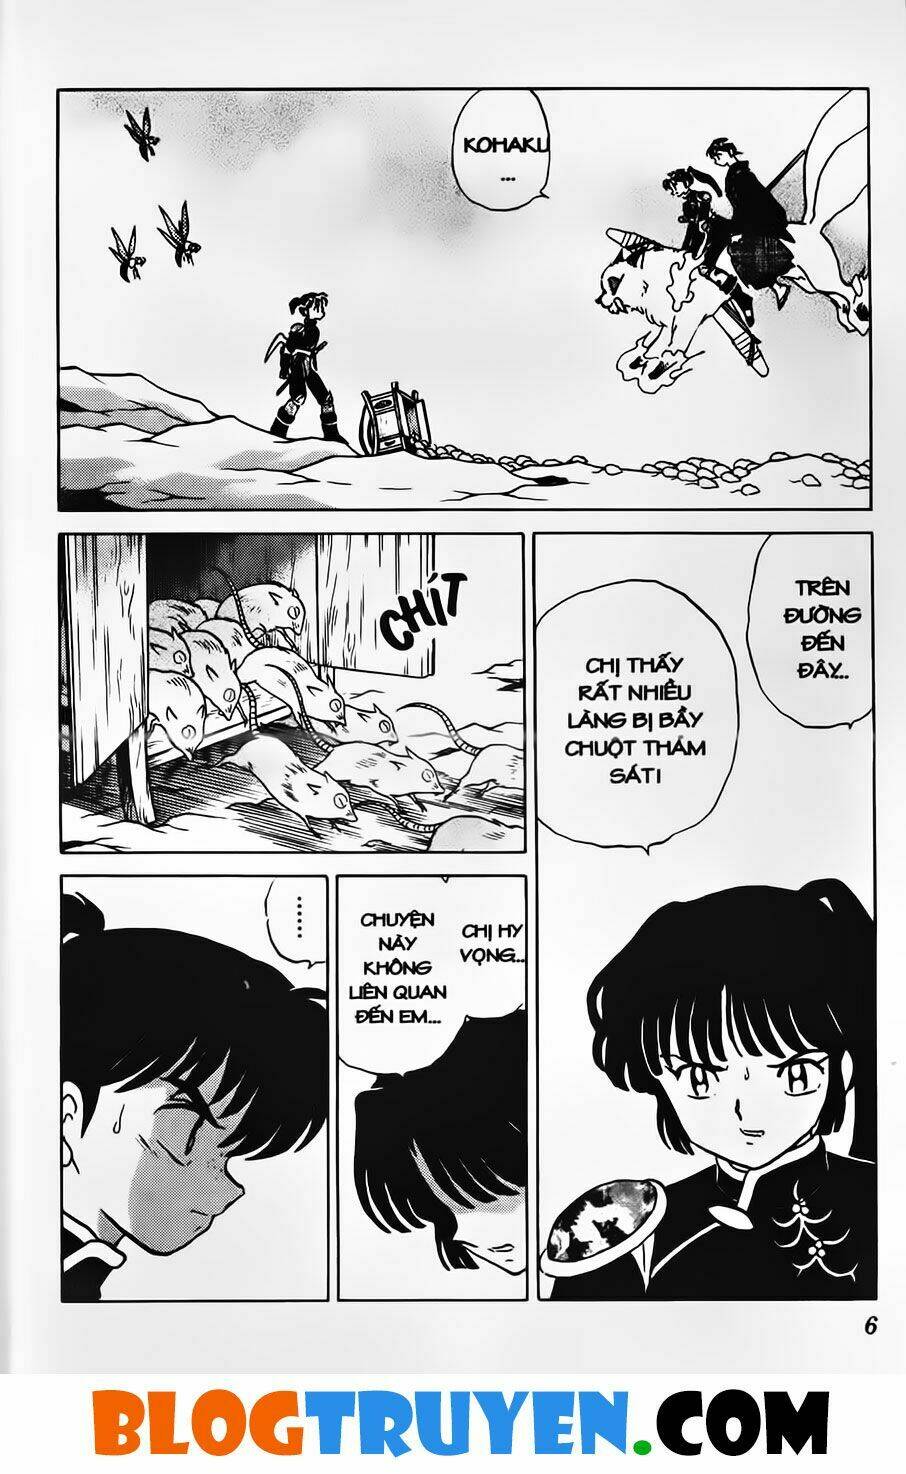 KOHAKU
...
TRÊN
ĐƯỜNG
ĐẾN
ĐÂY...
CHỊ THẤY
RẤT NHIỀU
LÀNG BỊ BẦY
CHUỘT THẢM
SÁT!
CHÍT
CHỊ HY
VỌNG...
CHUYỆN
NÀY
KHÔNG
LIÊN QUAN
ĐẾN EM...
......
6
BLOGTRUYEN.COM